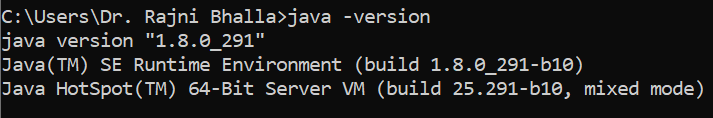 C:\Users\Dr. Rajni Bhalla>java -version
java version "1.8.0_291"
Java(TM) SE Runtime Environment (build 1.8.0_291-b10)
Java HotSpot(TM) 64-Bit Server VM (build 25.291-b10, mixed mode)